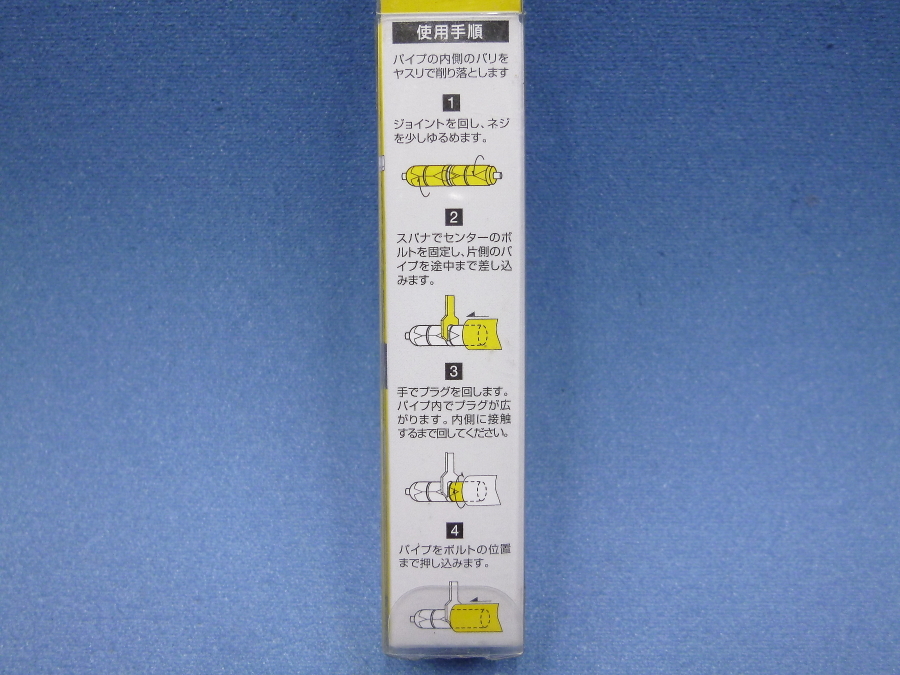 使用手順
パイプの内側のバリを
ヤスリで削り落とします
1
ジョイントを回し、ネジ
を少しゆるめます。
2
スパナでセンターのボ
ルトを固定し、片側のパ
イプを途中まで差し込
みます。
3
手でプラグを回します。
パイプ内でプラグが広
がります。内側に接触
するまで回してください。
4
パイプをボルトの位置
まで押し込みます。